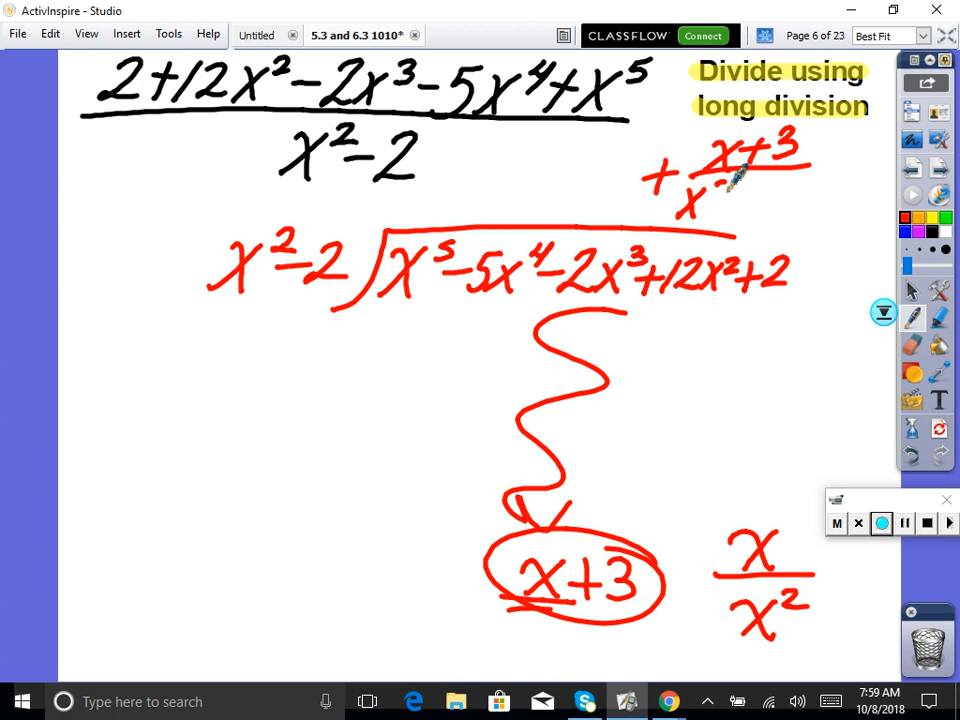 ActivInspire - Studio
File Edit View Insert Tools Help Untitled 5.3 and 6.3 1010* CLASSFLOW Connect Page 6 of 23 Best Fit
2+12x²-2x³-5x⁴+x⁵
x²-2
Divide using
long division
+ x+3
x
x²-2 x⁵-5x⁴-2x³+12x²+2
x+3
x
x²
M
T
Type here to search
7:59 AM
10/8/2018